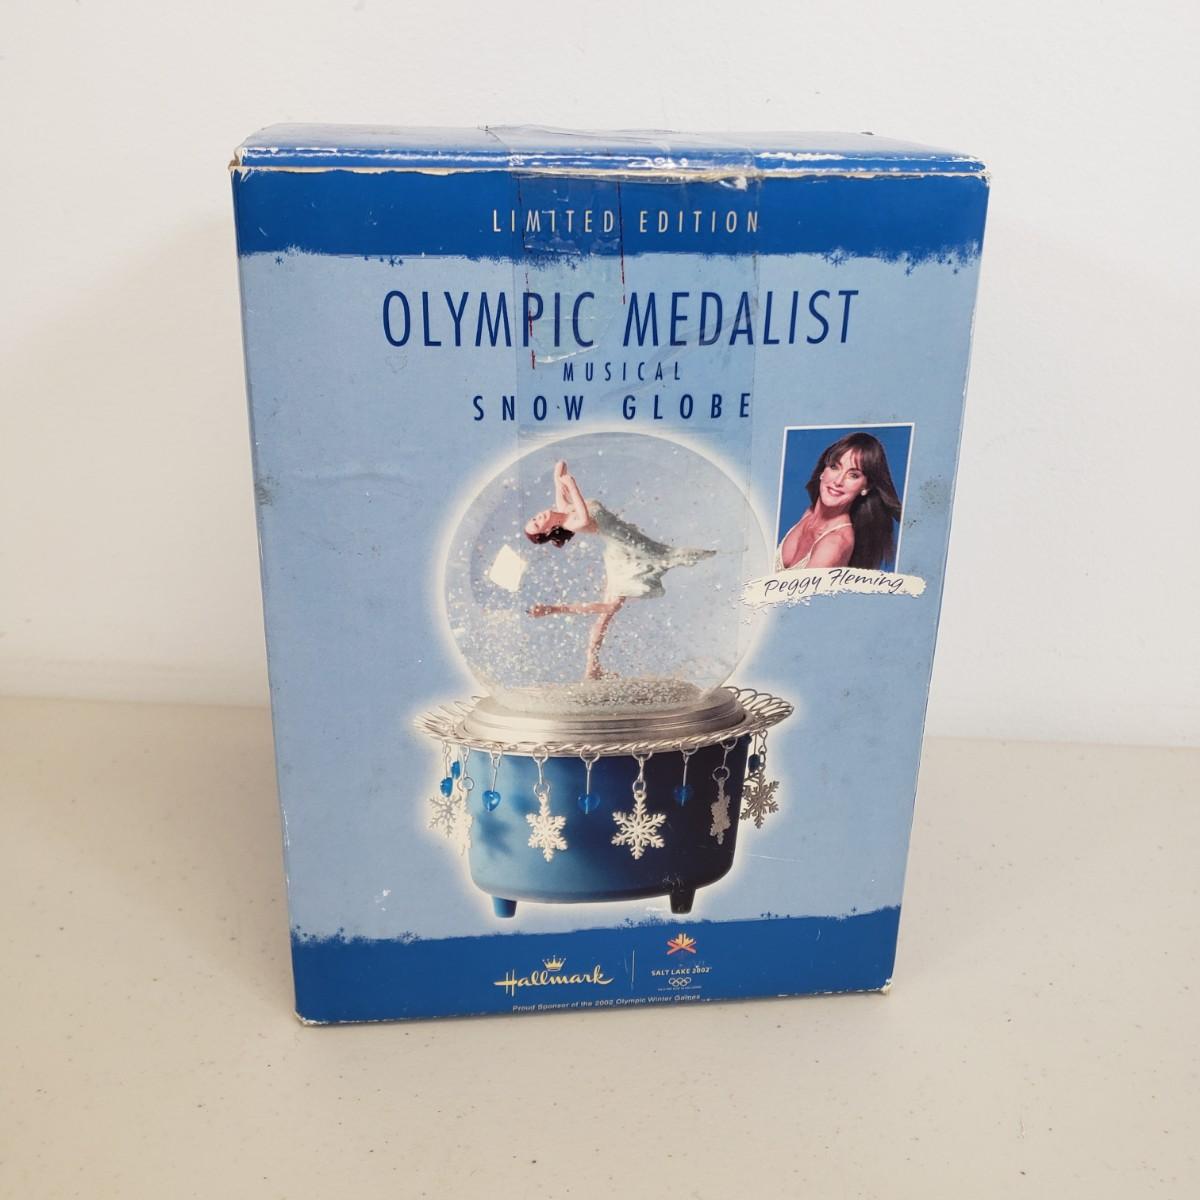 LIMITED EDITION
OLYMPIC MEDALIST
MUSICAL
SNOW GLOBE
Peggy Fleming
Hallmark
SALT LAKE 2002
Proud Sponsor of the 2002 Olympic Winter Games